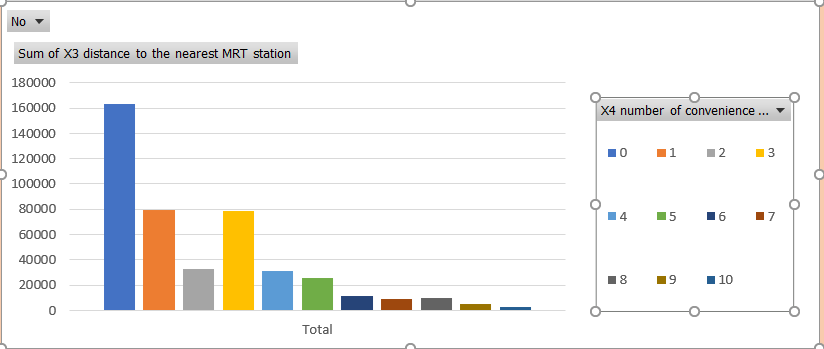 No
Sum of X3 distance to the nearest MRT station
180000
160000
140000
120000
100000
80000
60000
40000
20000
0
Total
X4 number of convenience ...
0 1 2 3
4 5 6 7
8 9 10